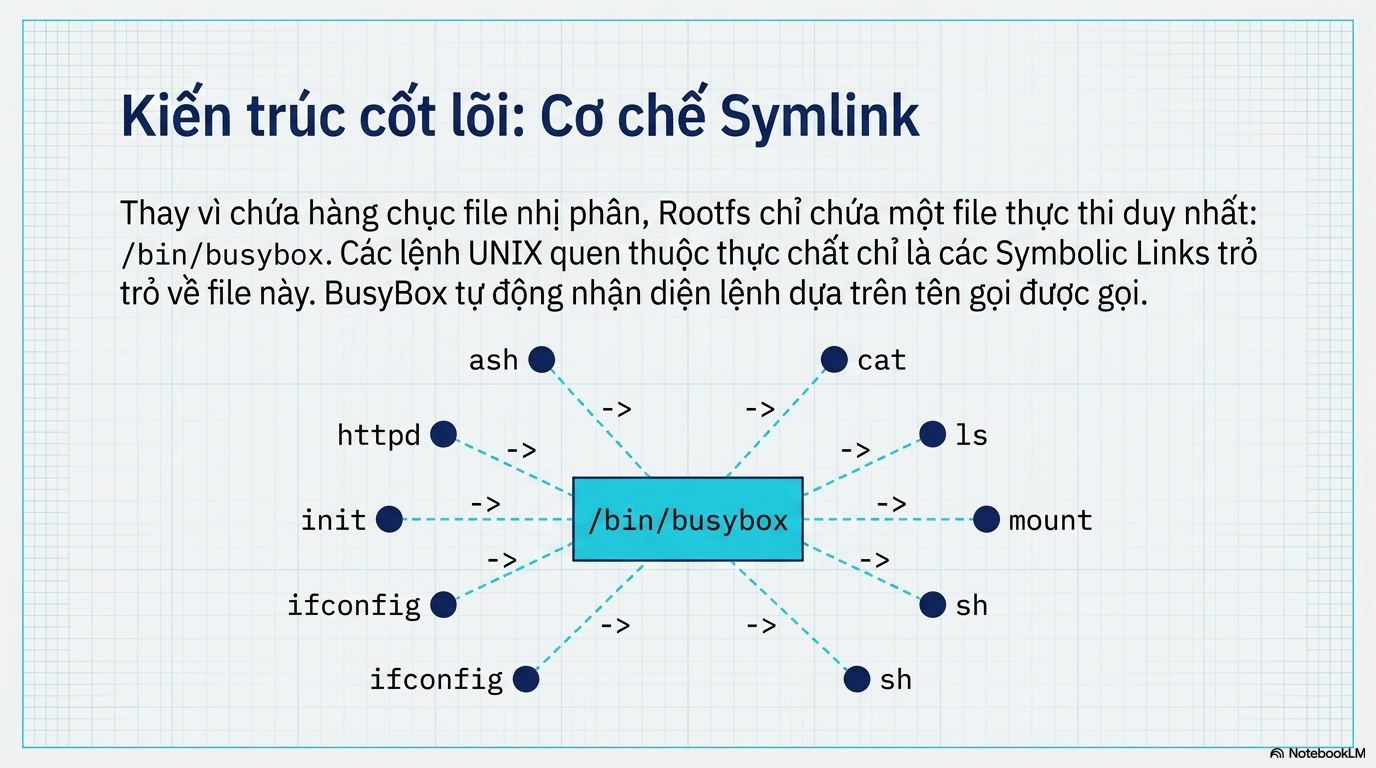 Kiến trúc cốt lõi: Cơ chế Symlink
Thay vì chứa hàng chục file nhị phân, Rootfs chỉ chứa một file thực thi duy nhất:
/bin/busybox. Các lệnh UNIX quen thuộc thực chất chỉ là các Symbolic Links trỏ
trỏ về file này. BusyBox tự động nhận diện lệnh dựa trên tên gọi được gọi.
ash
cat
->
->
httpd
ls
->
->
init
mount
->
->
/bin/busybox
->
->
ifconfig
sh
->
->
ifconfig
sh
NotebookLM